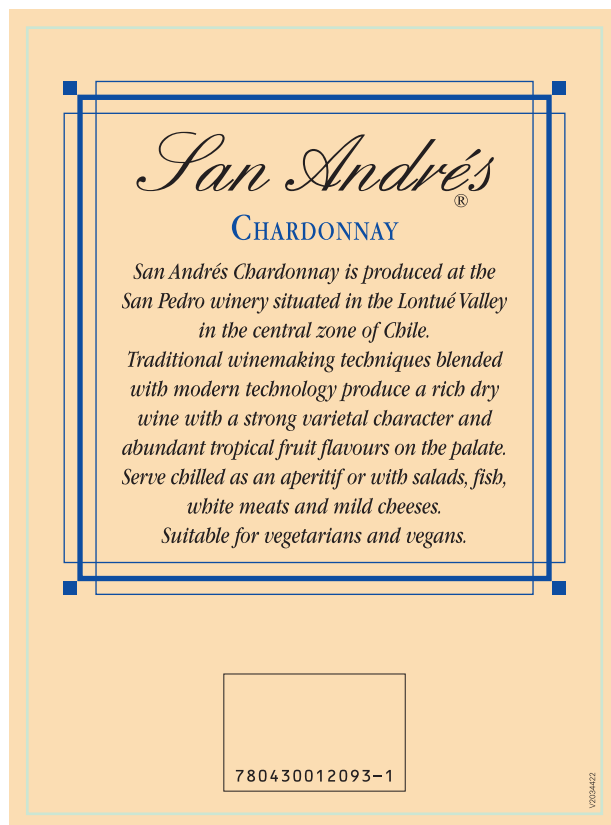 San Andrés
®
CHARDONNAY
San Andrés Chardonnay is produced at the
San Pedro winery situated in the Lontué Valley
in the central zone of Chile.
Traditional winemaking techniques blended
with modern technology produce a rich dry
wine with a strong varietal character and
abundant tropical fruit flavours on the palate.
Serve chilled as an aperitif or with salads, fish,
white meats and mild cheeses.
Suitable for vegetarians and vegans.
780430012093-1
V2034422